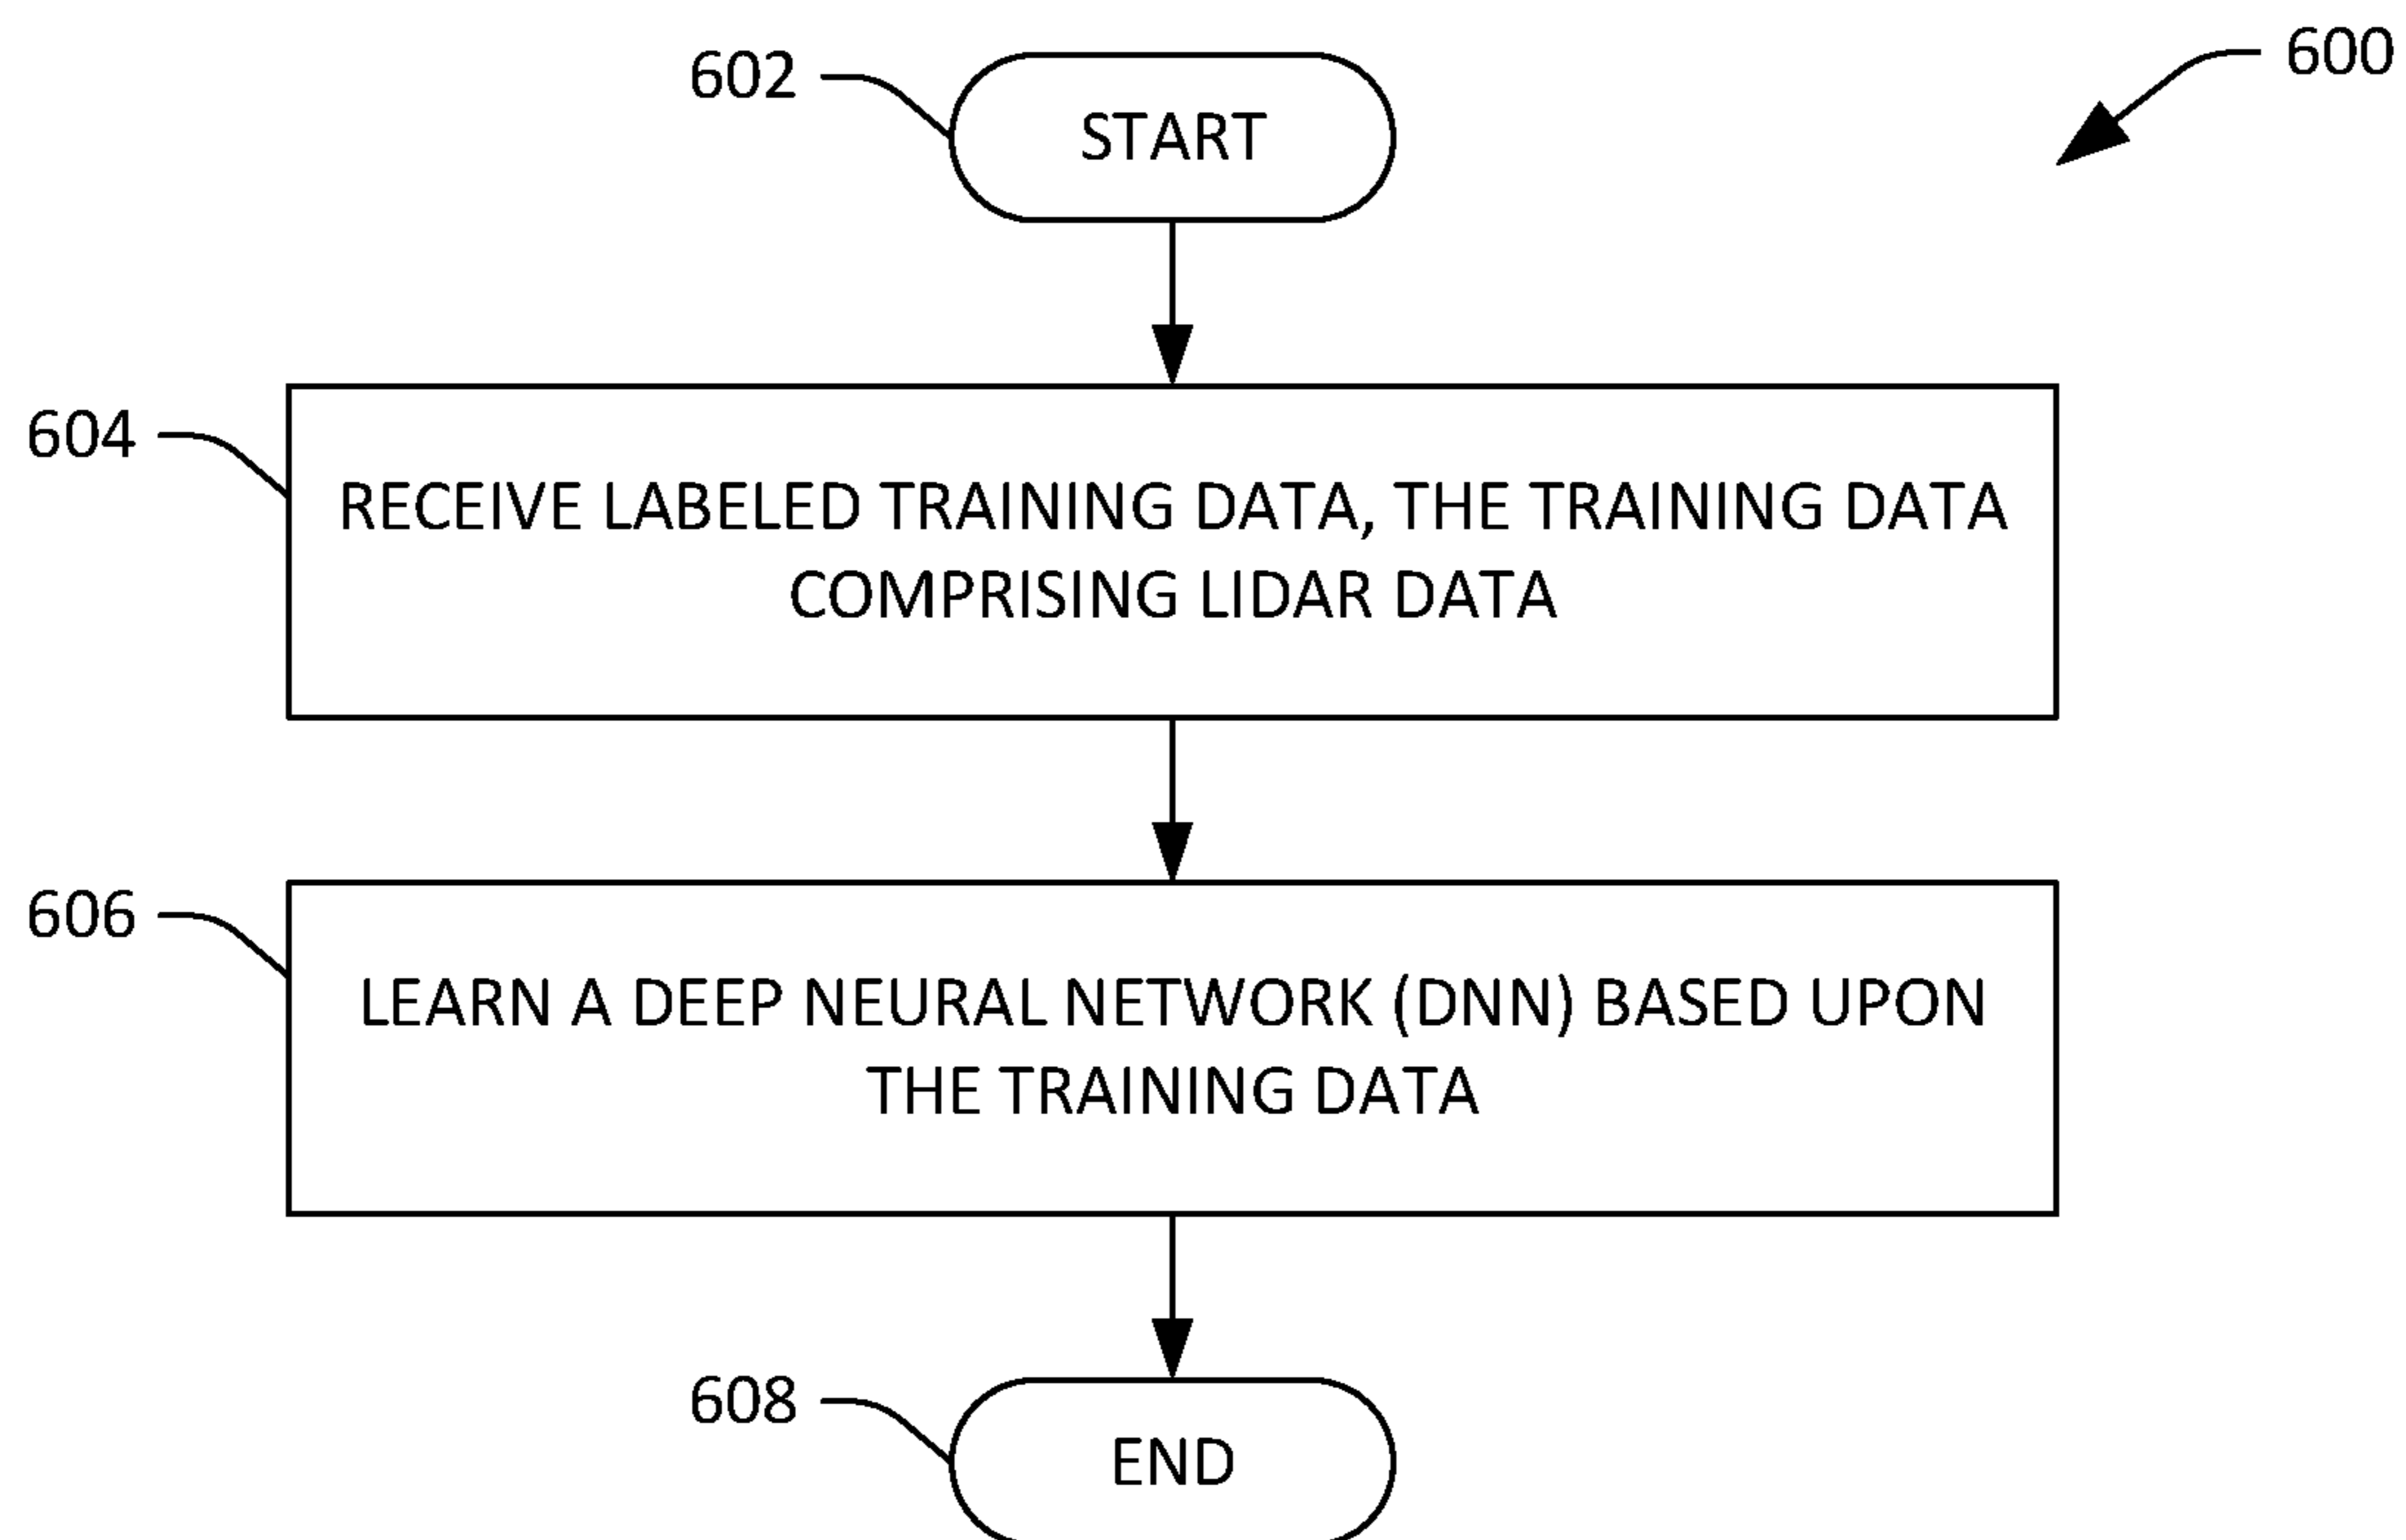 600
602
START
604
RECEIVE LABELED TRAINING DATA, THE TRAINING DATA
COMPRISING LIDAR DATA
606
LEARN A DEEP NEURAL NETWORK (DNN) BASED UPON
THE TRAINING DATA
608
END